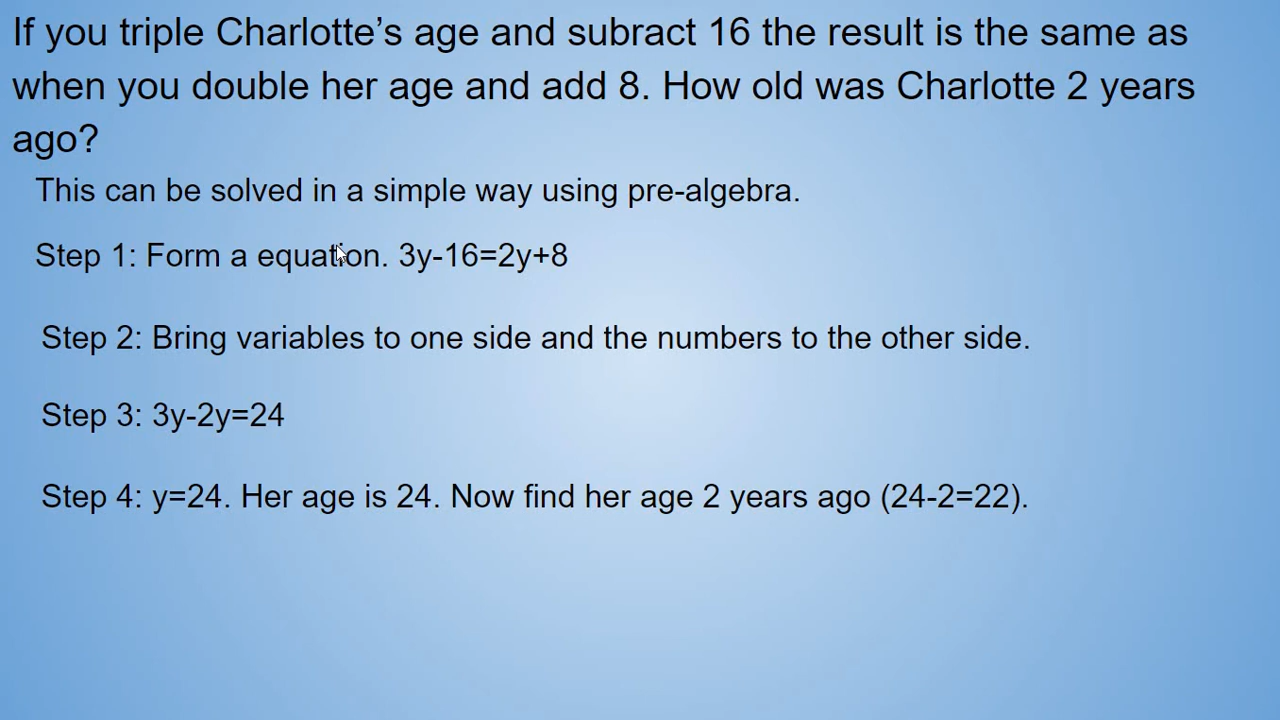 If you triple Charlotte’s age and subract 16 the result is the same as
when you double her age and add 8. How old was Charlotte 2 years
ago?
This can be solved in a simple way using pre-algebra.
Step 1: Form a equation. 3y-16=2y+8
Step 2: Bring variables to one side and the numbers to the other side.
Step 3: 3y-2y=24
Step 4: y=24. Her age is 24. Now find her age 2 years ago (24-2=22).